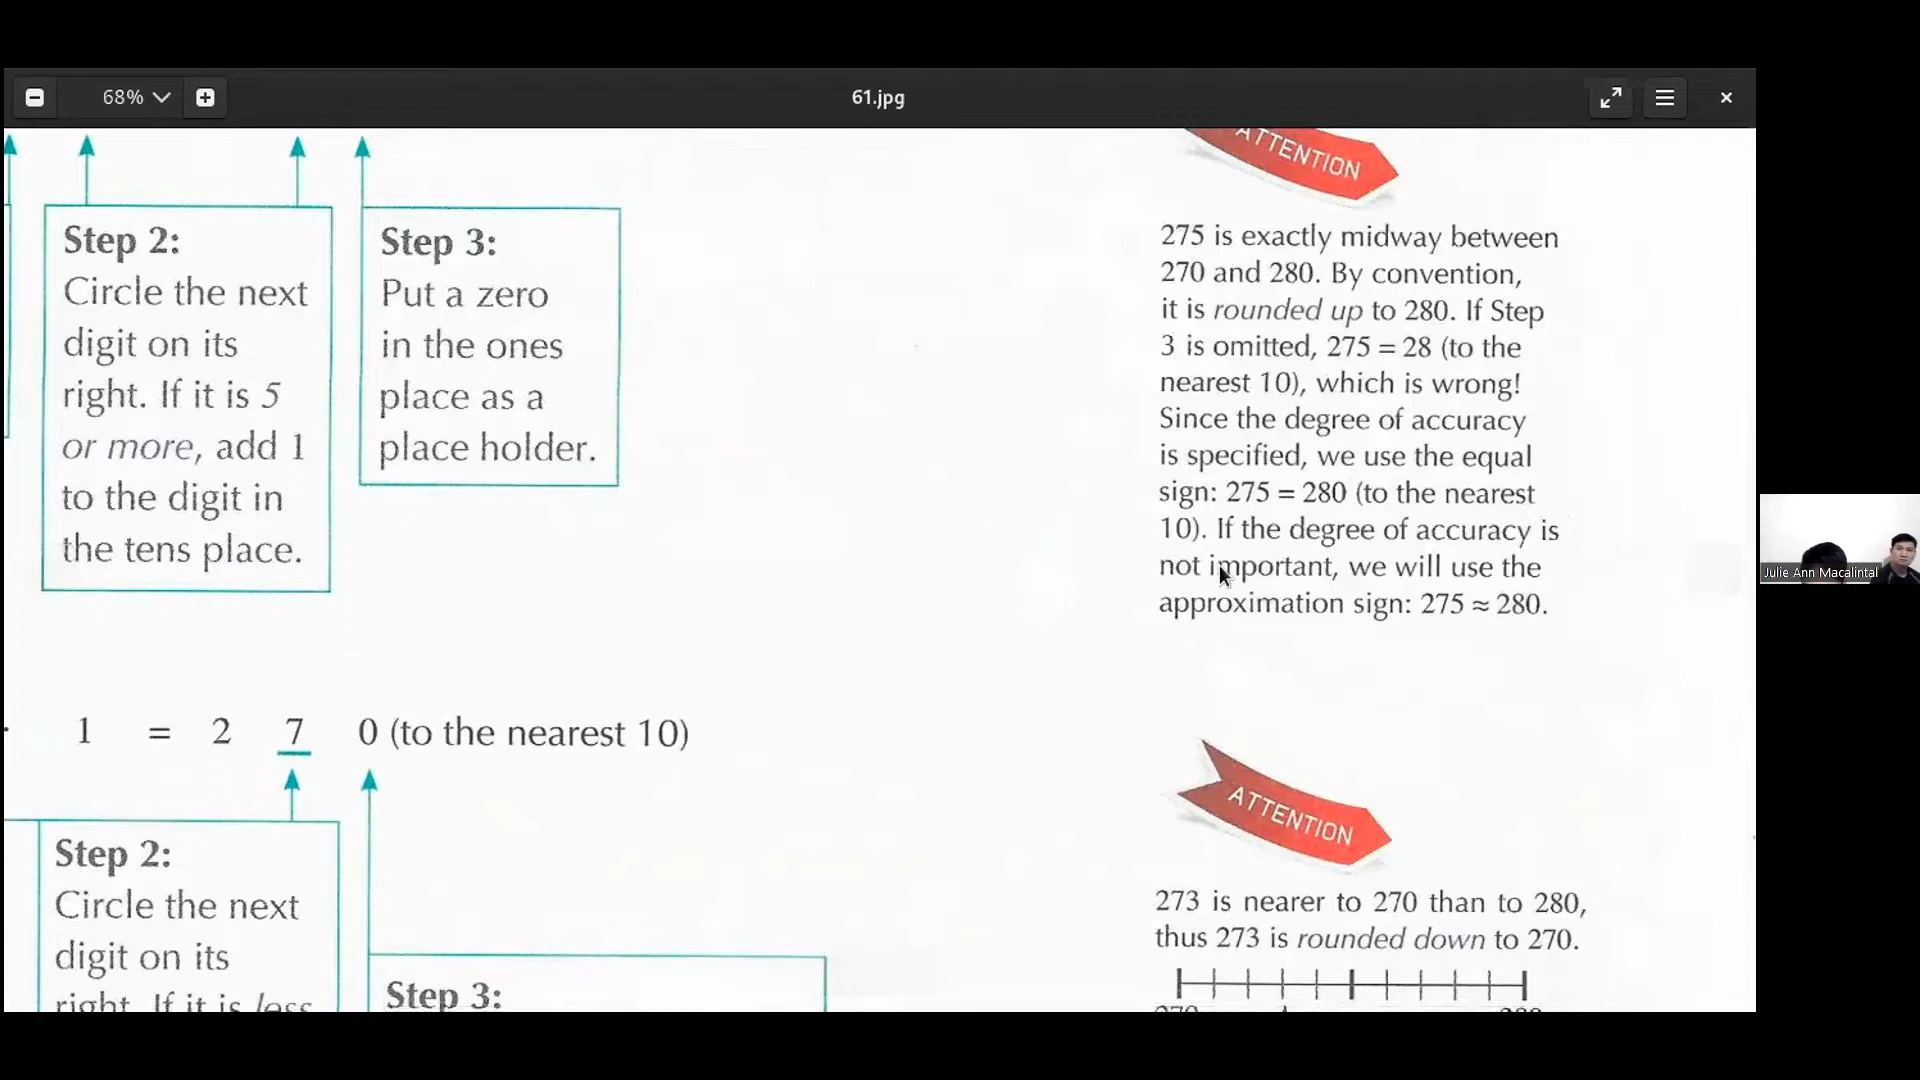 68%
61.jpg
Step 2:
Circle the next
digit on its
right. If it is 5
or more, add 1
to the digit in
the tens place.
Step 3:
Put a zero
in the ones
place as a
place holder.
ATTENTION
275 is exactly midway between
270 and 280. By convention,
it is rounded up to 280. If Step
3 is omitted, 275 = 28 (to the
nearest 10), which is wrong!
Since the degree of accuracy
is specified, we use the equal
sign: 275 = 280 (to the nearest
10). If the degree of accuracy is
not important, we will use the
approximation sign: 275 ≈ 280.
Julie Ann Macalintal
1 = 2 7 0 (to the nearest 10)
Step 2:
Circle the next
digit on its
right. If it is less
Step 3:
ATTENTION
273 is nearer to 270 than to 280,
thus 273 is rounded down to 270.